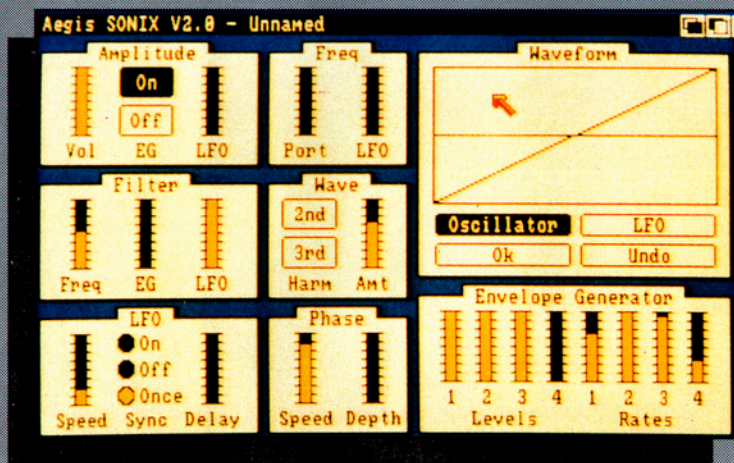 Aegis SONIX V2.0 - Unnamed
Amplitude
On
Off
Vol EG LFO
Freq
Port LFO
Waveform
Oscillator LFO
Ok Undo
Filter
Freq EG LFO
Wave
2nd
3rd
Harm Amt
LFO
On
Off
Once
Speed Sync Delay
Phase
Speed Depth
Envelope Generator
1 2 3 4 1 2 3 4
Levels Rates